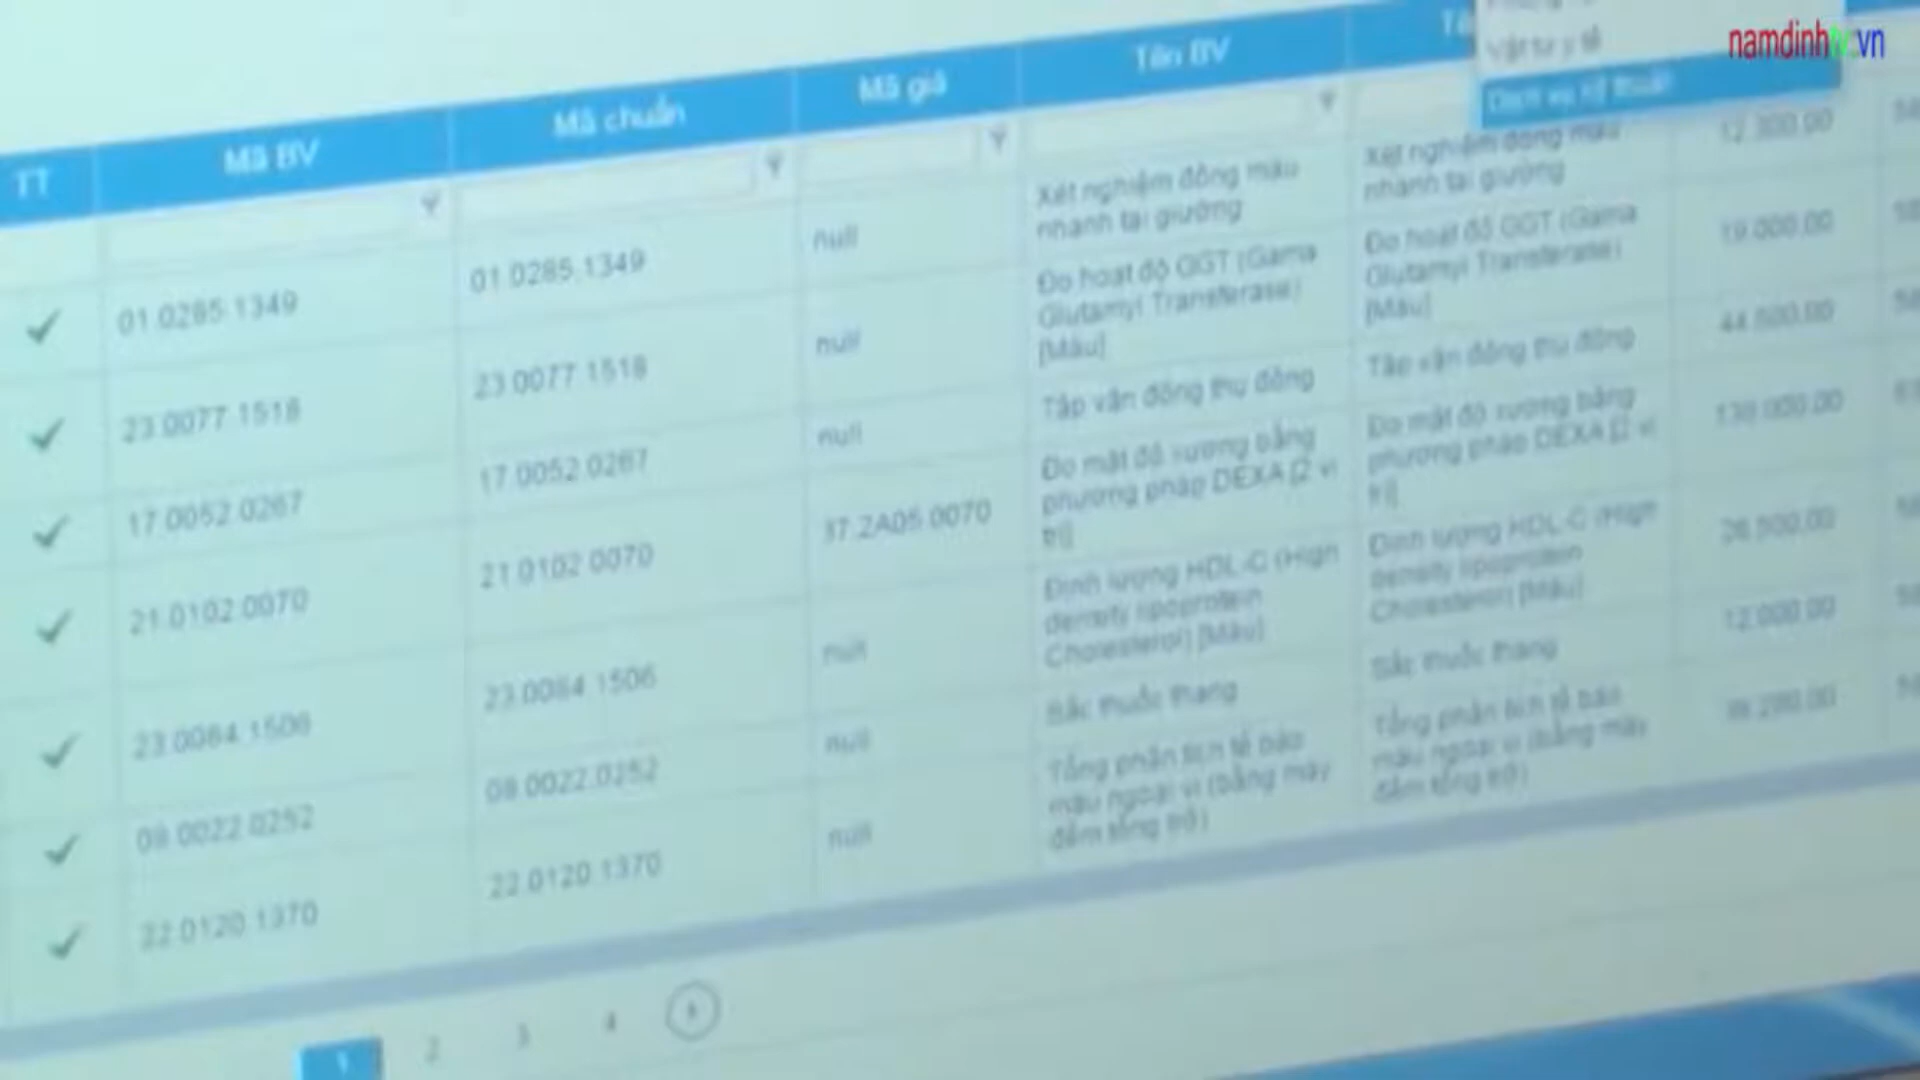 namdinhtv.vn
Vật tư y tế
Dịch vụ kỹ thuật
TT
Mã BV
Mã chuẩn
Mã giá
Tên BV
01.0285.1349
01.0285.1349
null
Xét nghiệm đông máu
nhanh tại giường
Xét nghiệm đông máu
nhanh tại giường
12.300.00
23.0077.1518
23.0077.1518
null
Đo hoạt độ GGT (Gama
Glutamyl Transferase)
[Máu]
Đo hoạt độ GGT (Gama
Glutamyl Transferase)
[Máu]
19.000.00
17.0052.0267
17.0052.0267
null
Tập vận động thụ động
Tập vận động thụ động
44.500.00
21.0102.0070
21.0102.0070
37.2A05.0070
Đo mật độ xương bằng
phương pháp DEXA [2 vị
trí]
Đo mật độ xương bằng
phương pháp DEXA [2 vị
trí]
23.0084.1506
23.0084.1506
null
Định lượng HDL-C (High
density lipoprotein
Cholesterol) [Máu]
Định lượng HDL-C (High
density lipoprotein
Cholesterol) [Máu]
26.500.00
08.0022.0252
08.0022.0252
null
Sắc thuốc thang
Sắc thuốc thang
12.000.00
22.0120.1370
22.0120.1370
null
Tổng phân tích tế bào
máu ngoại vi (bằng máy
đếm tổng trở)
Tổng phân tích tế bào
máu ngoại vi (bằng máy
đếm tổng trở)
1
2
3
4